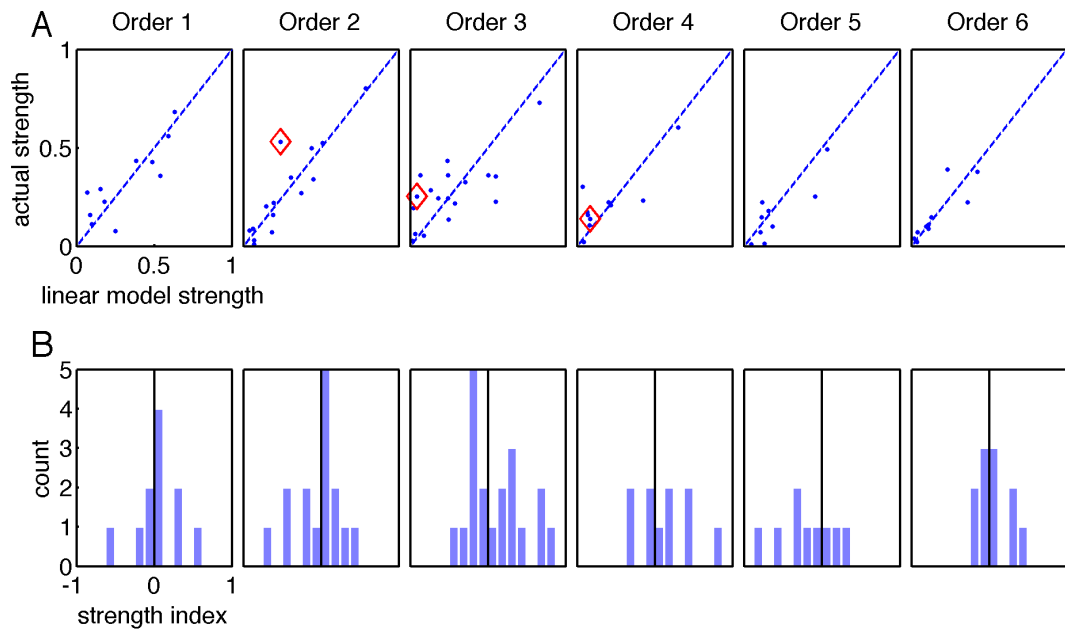 A
Order 1 Order 2 Order 3 Order 4 Order 5 Order 6
actual strength
1
0.5
0
0 0.5 1
linear model strength
B
count
5
4
3
2
1
0
-1 0 1
strength index